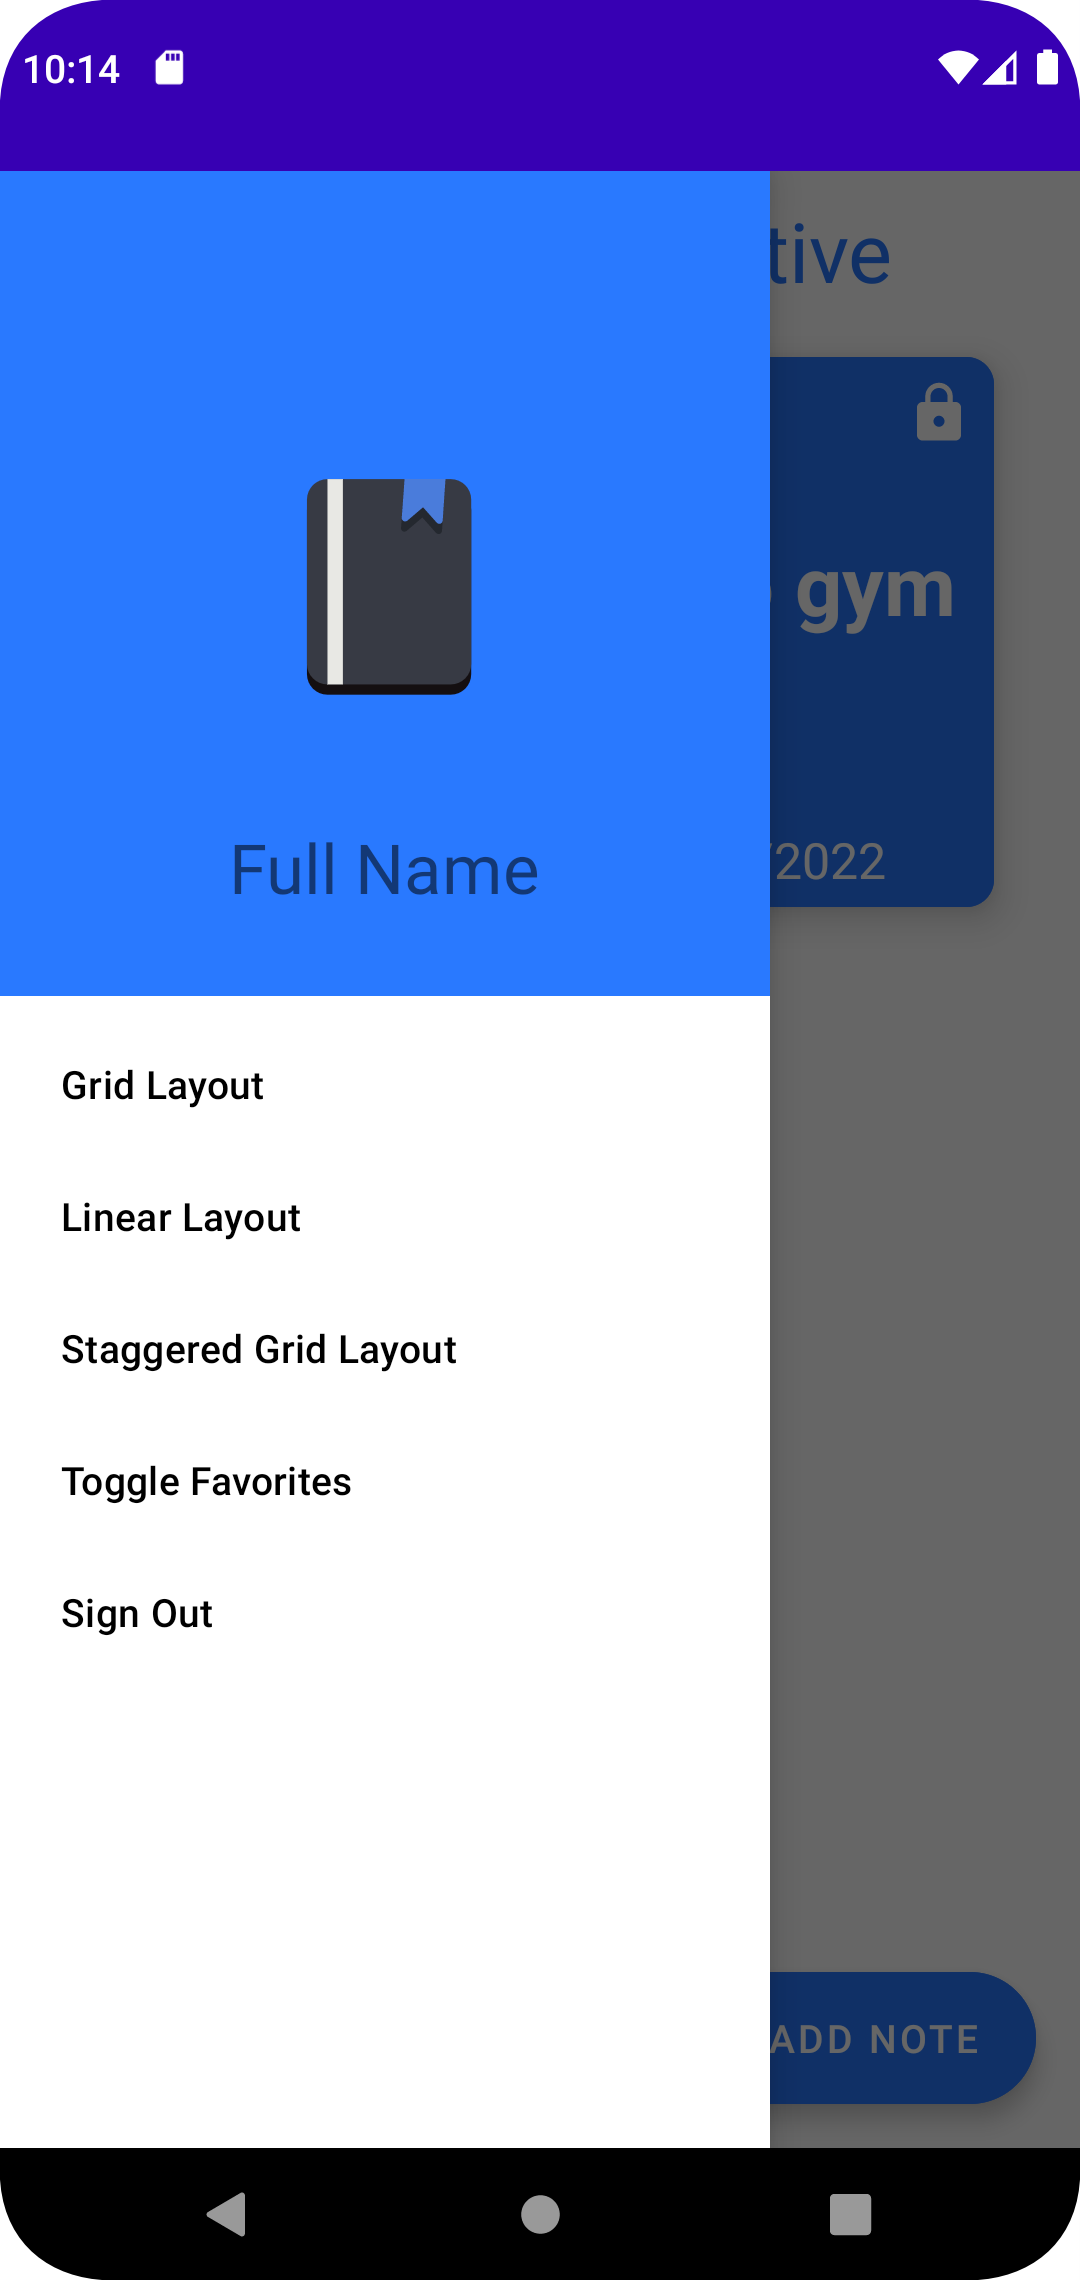 10:14
tive
gym
/2022
Full Name
Grid Layout
Linear Layout
Staggered Grid Layout
Toggle Favorites
Sign Out
ADD NOTE